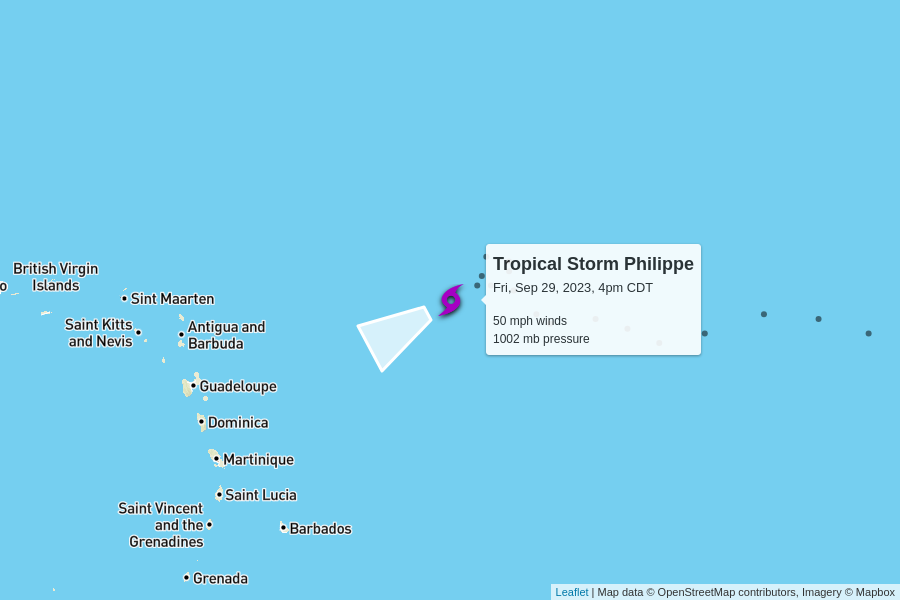 Tropical Storm Philippe
Fri, Sep 29, 2023, 4pm CDT
50 mph winds
1002 mb pressure
British Virgin
Islands
o
Sint Maarten
Saint Kitts
and Nevis
Antigua and
Barbuda
Guadeloupe
Dominica
Martinique
Saint Lucia
Saint Vincent
and the
Grenadines
Barbados
Grenada
Leaflet | Map data © OpenStreetMap contributors, Imagery © Mapbox